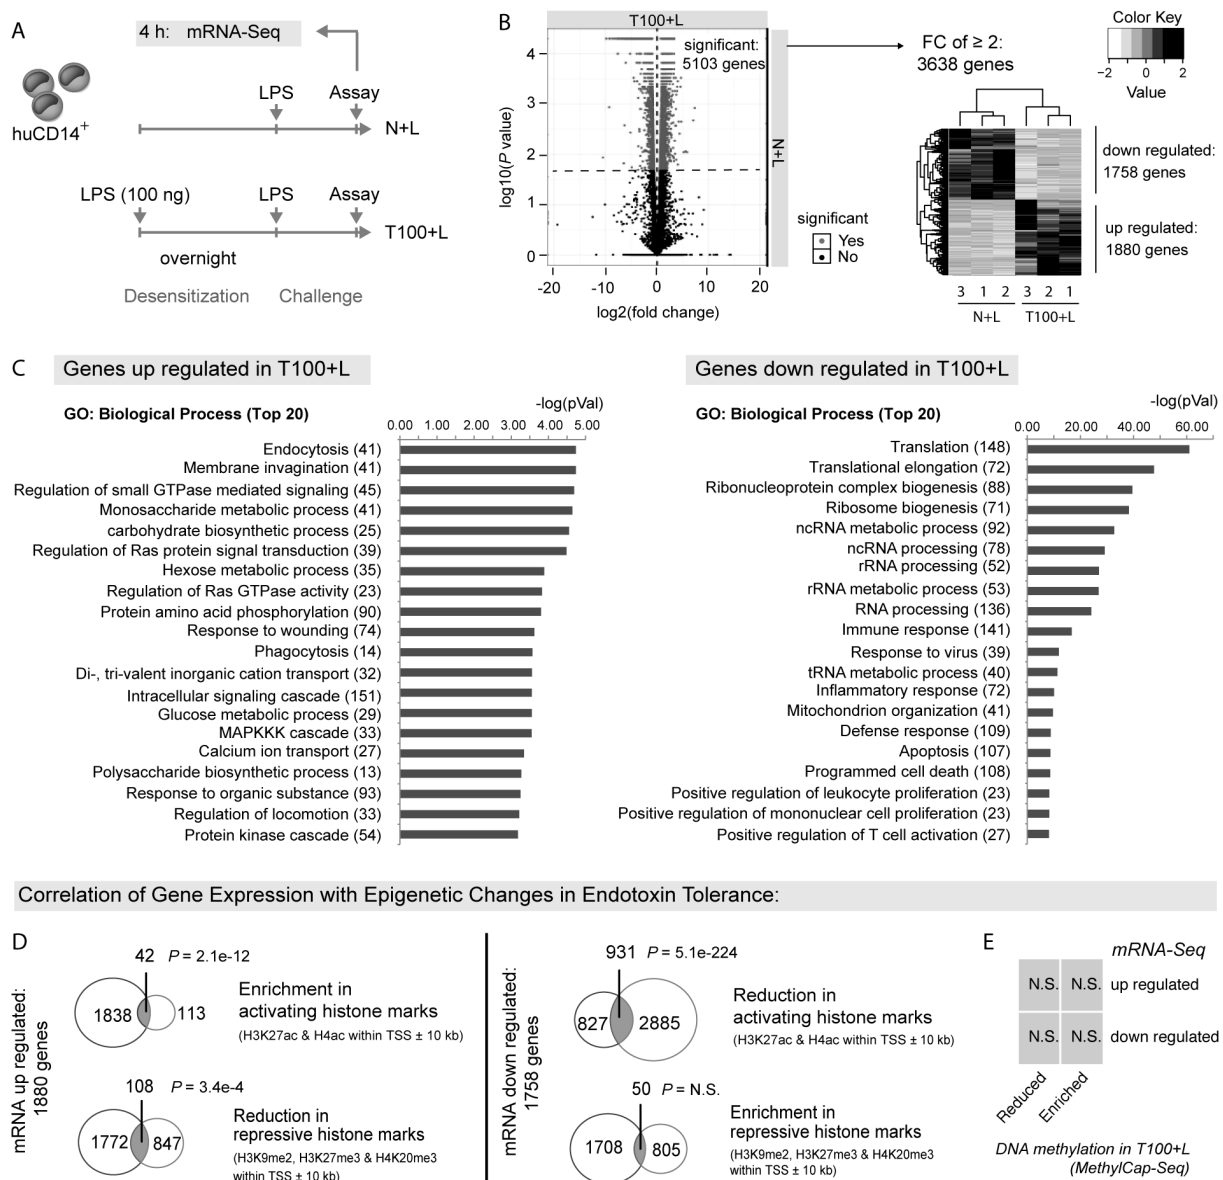 A
4 h: mRNA-Seq
huCD14+
LPS
Assay
N+L
LPS (100 ng)
LPS
Assay
T100+L
overnight
Desensitization
Challenge
B
T100+L
significant:
5103 genes
N+L
log10(P value)
4
3
2
1
0
-20
-10
0
10
20
log2(fold change)
significant
Yes
No
FC of ≥ 2:
3638 genes
Color Key
−2
0
2
Value
down regulated:
1758 genes
up regulated:
1880 genes
3 1 2 3 2 1
N+L T100+L
C
Genes up regulated in T100+L
GO: Biological Process (Top 20)
-log(pVal)
0.00 1.00 2.00 3.00 4.00 5.00
Endocytosis (41)
Membrane invagination (41)
Regulation of small GTPase mediated signaling (45)
Monosaccharide metabolic process (41)
carbohydrate biosynthetic process (25)
Regulation of Ras protein signal transduction (39)
Hexose metabolic process (35)
Regulation of Ras GTPase activity (23)
Protein amino acid phosphorylation (90)
Response to wounding (74)
Phagocytosis (14)
Di-, tri-valent inorganic cation transport (32)
Intracellular signaling cascade (151)
Glucose metabolic process (29)
MAPKKK cascade (33)
Calcium ion transport (27)
Polysaccharide biosynthetic process (13)
Response to organic substance (93)
Regulation of locomotion (33)
Protein kinase cascade (54)
Genes down regulated in T100+L
GO: Biological Process (Top 20)
-log(pVal)
0.00 20.00 40.00 60.00
Translation (148)
Translational elongation (72)
Ribonucleoprotein complex biogenesis (88)
Ribosome biogenesis (71)
ncRNA metabolic process (92)
ncRNA processing (78)
rRNA processing (52)
rRNA metabolic process (53)
RNA processing (136)
Immune response (141)
Response to virus (39)
tRNA metabolic process (40)
Inflammatory response (72)
Mitochondrion organization (41)
Defense response (109)
Apoptosis (107)
Programmed cell death (108)
Positive regulation of leukocyte proliferation (23)
Positive regulation of mononuclear cell proliferation (23)
Positive regulation of T cell activation (27)
Correlation of Gene Expression with Epigenetic Changes in Endotoxin Tolerance:
D
mRNA up regulated:
1880 genes
42 P = 2.1e-12
1838
113
Enrichment in
activating histone marks
(H3K27ac & H4ac within TSS ± 10 kb)
108 P = 3.4e-4
1772
847
Reduction in
repressive histone marks
(H3K9me2, H3K27me3 & H4K20me3
within TSS ± 10 kb)
mRNA down regulated:
1758 genes
931 P = 5.1e-224
827
2885
Reduction in
activating histone marks
(H3K27ac & H4ac within TSS ± 10 kb)
50 P = N.S.
1708
805
Enrichment in
repressive histone marks
(H3K9me2, H3K27me3 & H4K20me3
within TSS ± 10 kb)
E
mRNA-Seq
N.S. N.S. up regulated
N.S. N.S. down regulated
Reduced
Enriched
DNA methylation in T100+L
(MethylCap-Seq)